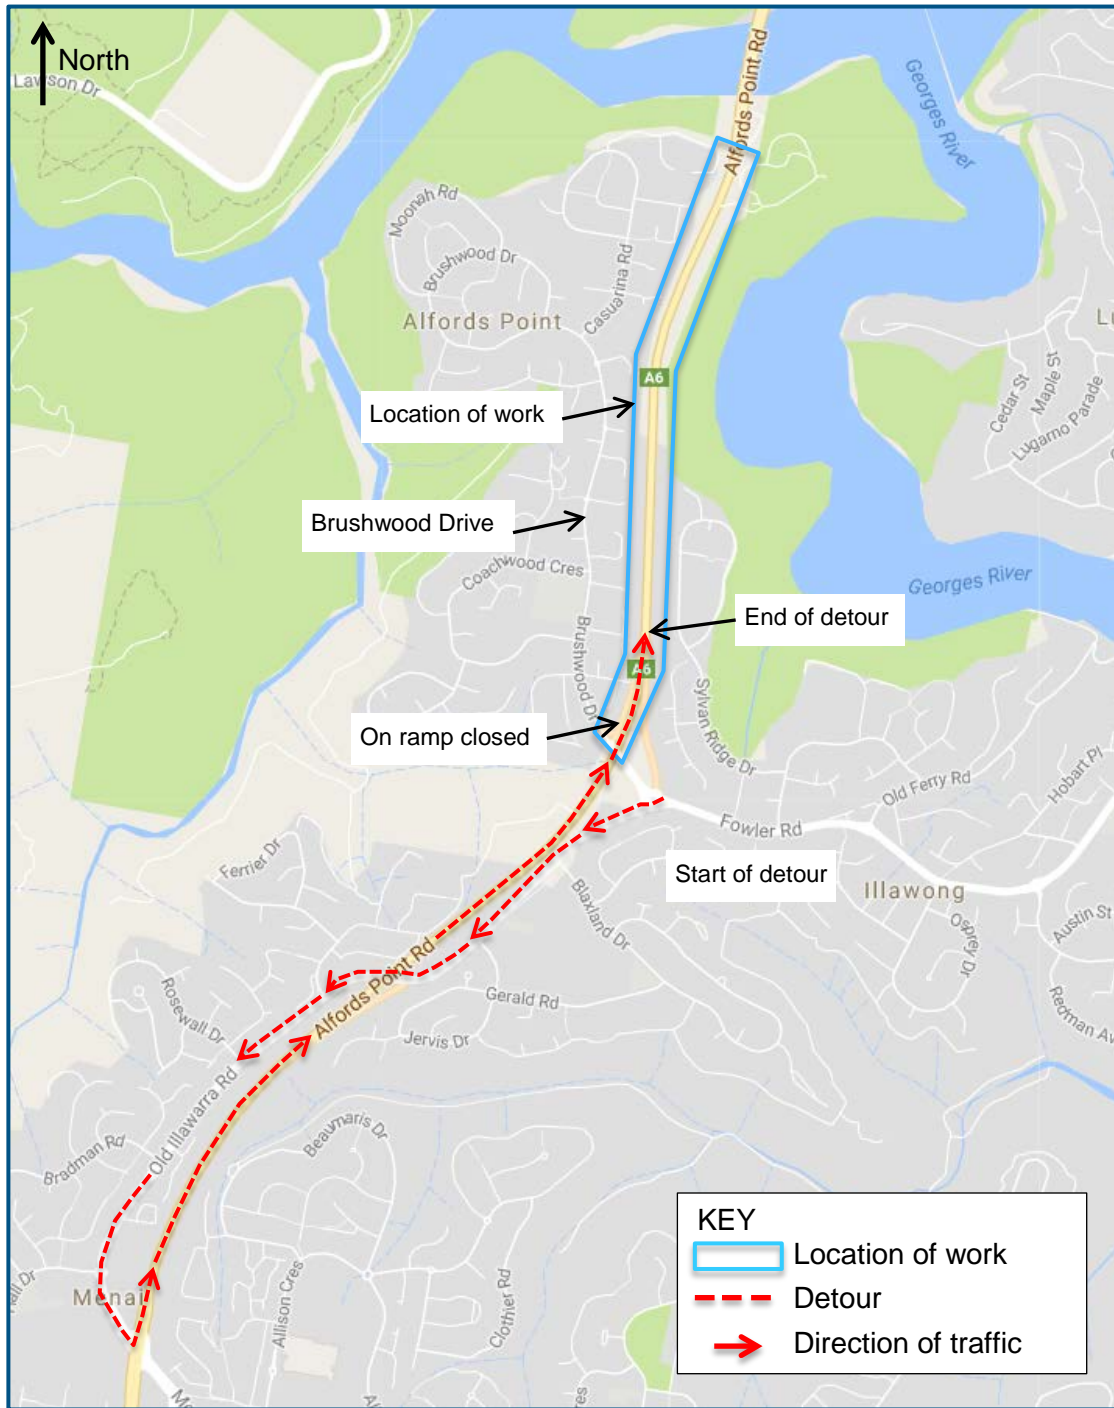 North
Lawson Dr
Alfords Point Rd
Georges River
Moonah Rd
Brushwood Dr
Casuarina Rd
Alfords Point
A6
Cedar St
Maple St
Lugarno Parade
Location of work
Brushwood Drive
Coachwood Cres
Georges River
End of detour
Brushwood Dr
A6
Sylvan Ridge Dr
On ramp closed
Old Ferry Rd
Hobart Pl
Fowler Rd
Ferrier Dr
Start of detour
Illawong
Blaxland Dr
Austin St
Osprey Dr
Alfords Point Rd
Rosewall Dr
Gerald Rd
Jervis Dr
Redman Av
Old Illawarra Rd
Beaumaris Dr
Bradman Rd
KEY
Location of work
Detour
Direction of traffic
Menai
Allison Cres
Clothier Rd